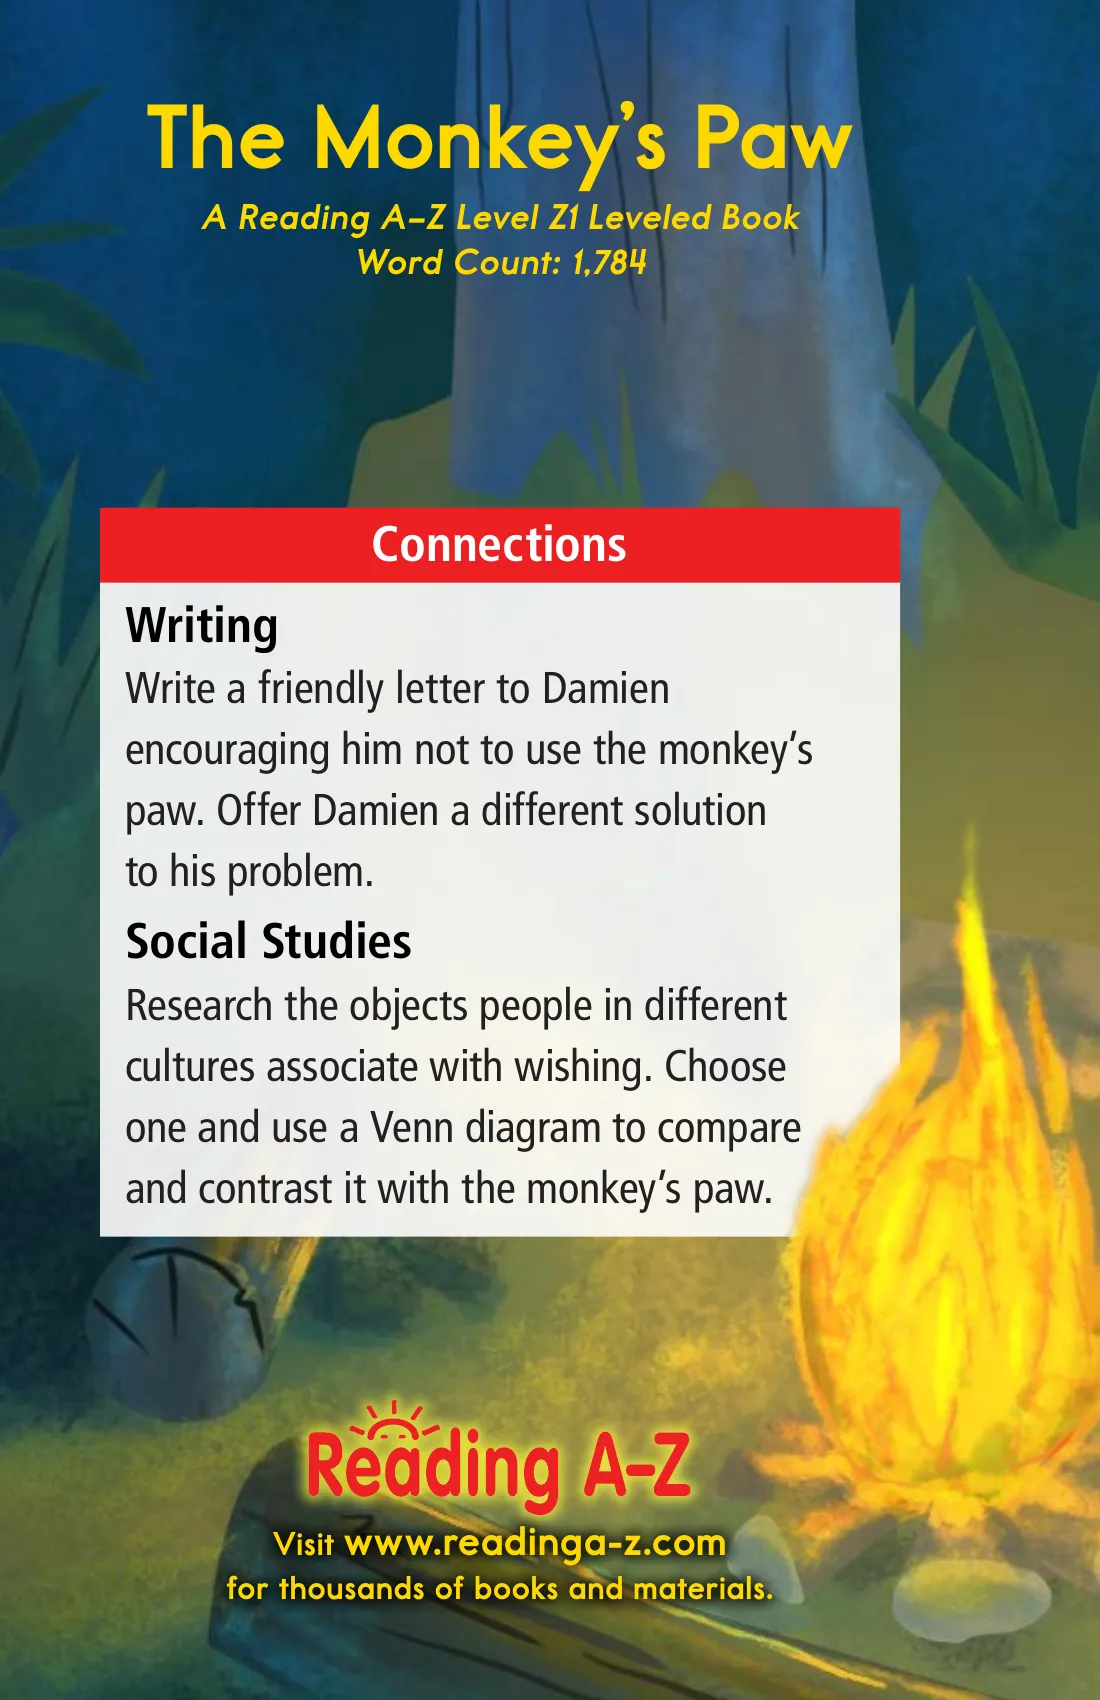 The Monkey’s Paw
A Reading A–Z Level Z1 Leveled Book
Word Count: 1,784
Connections
Writing
Write a friendly letter to Damien
encouraging him not to use the monkey’s
paw. Offer Damien a different solution
to his problem.
Social Studies
Research the objects people in different
cultures associate with wishing. Choose
one and use a Venn diagram to compare
and contrast it with the monkey’s paw.
Reading A–Z
Visit www.readinga-z.com
for thousands of books and materials.